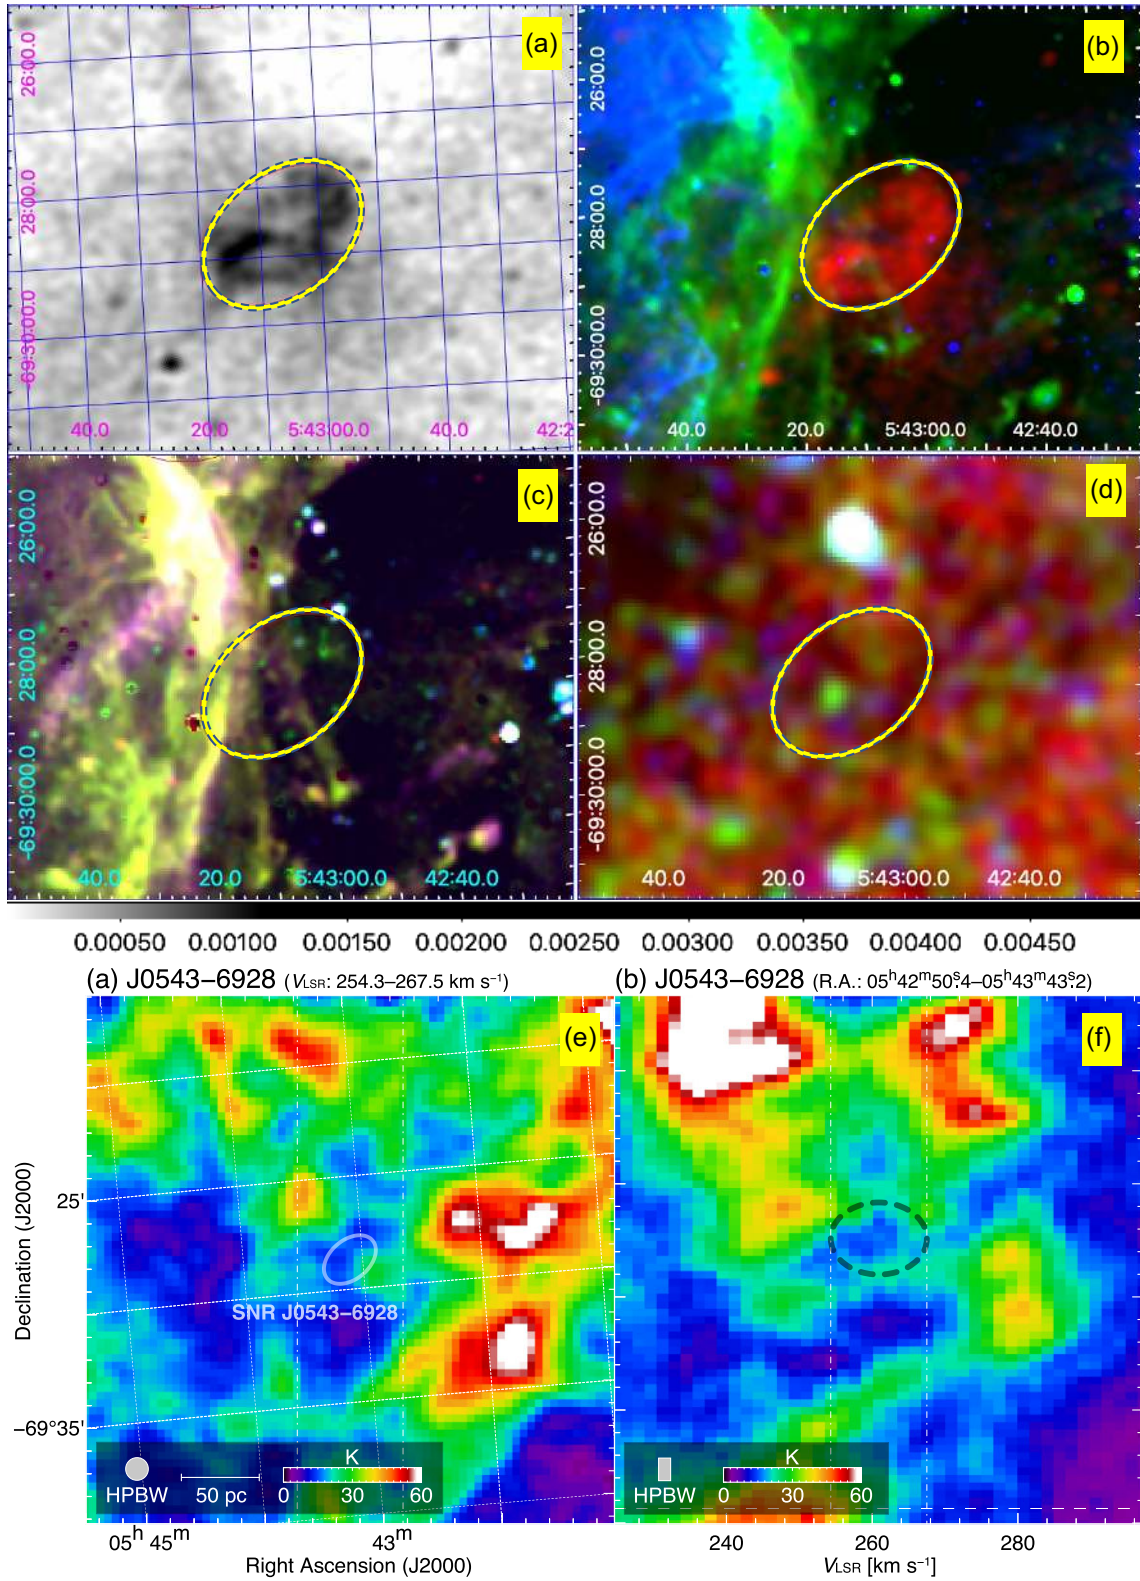 (a)
26:00.0
28:00.0
-69:30:00.0
40.0 20.0 5:43:00.0 40.0 42:2
(b)
26:00.0
28:00.0
-69:30:00.0
40.0 20.0 5:43:00.0 42:40.0
(c)
26:00.0
28:00.0
-69:30:00.0
40.0 20.0 5:43:00.0 42:40.0
(d)
26:00.0
28:00.0
-69:30:00.0
40.0 20.0 5:43:00.0 42:40.0
0.00050 0.00100 0.00150 0.00200 0.00250 0.00300 0.00350 0.00400 0.00450
(a) J0543−6928 (VLSR: 254.3−267.5 km s⁻¹)
(e)
SNR J0543−6928
25'
−69°35'
Declination (J2000)
HPBW
50 pc
K
0 30 60
05ʰ 45ᵐ 43ᵐ
Right Ascension (J2000)
(b) J0543−6928 (R.A.: 05ʰ42ᵐ50ˢ.4−05ʰ43ᵐ43ˢ.2)
(f)
HPBW
K
0 30 60
240 260 280
VLSR [km s⁻¹]